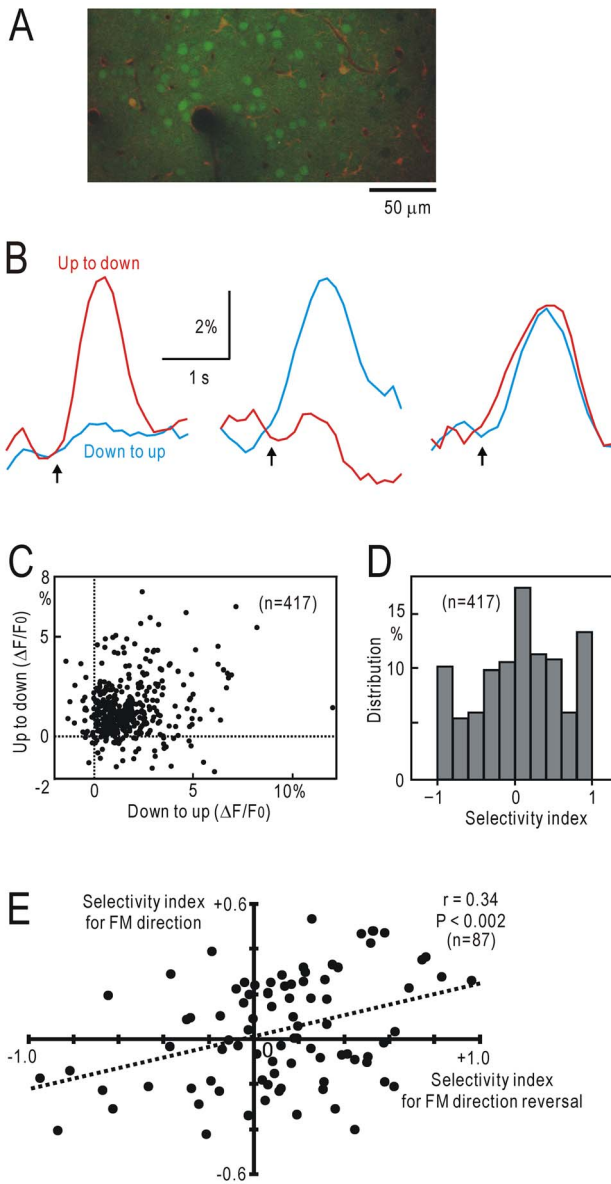 A
50 μm
B
Up to down
2%
1 s
Down to up
C
8
%
(n=417)
5
Up to down (ΔF/F0)
0
-2
0
5
10%
Down to up (ΔF/F0)
D
15
(n=417)
%
Distribution
10
5
0
−1
0
1
Selectivity index
E
Selectivity index
for FM direction
+0.6
r = 0.34
P < 0.002
(n=87)
-1.0
0
+1.0
Selectivity index
for FM direction reversal
-0.6